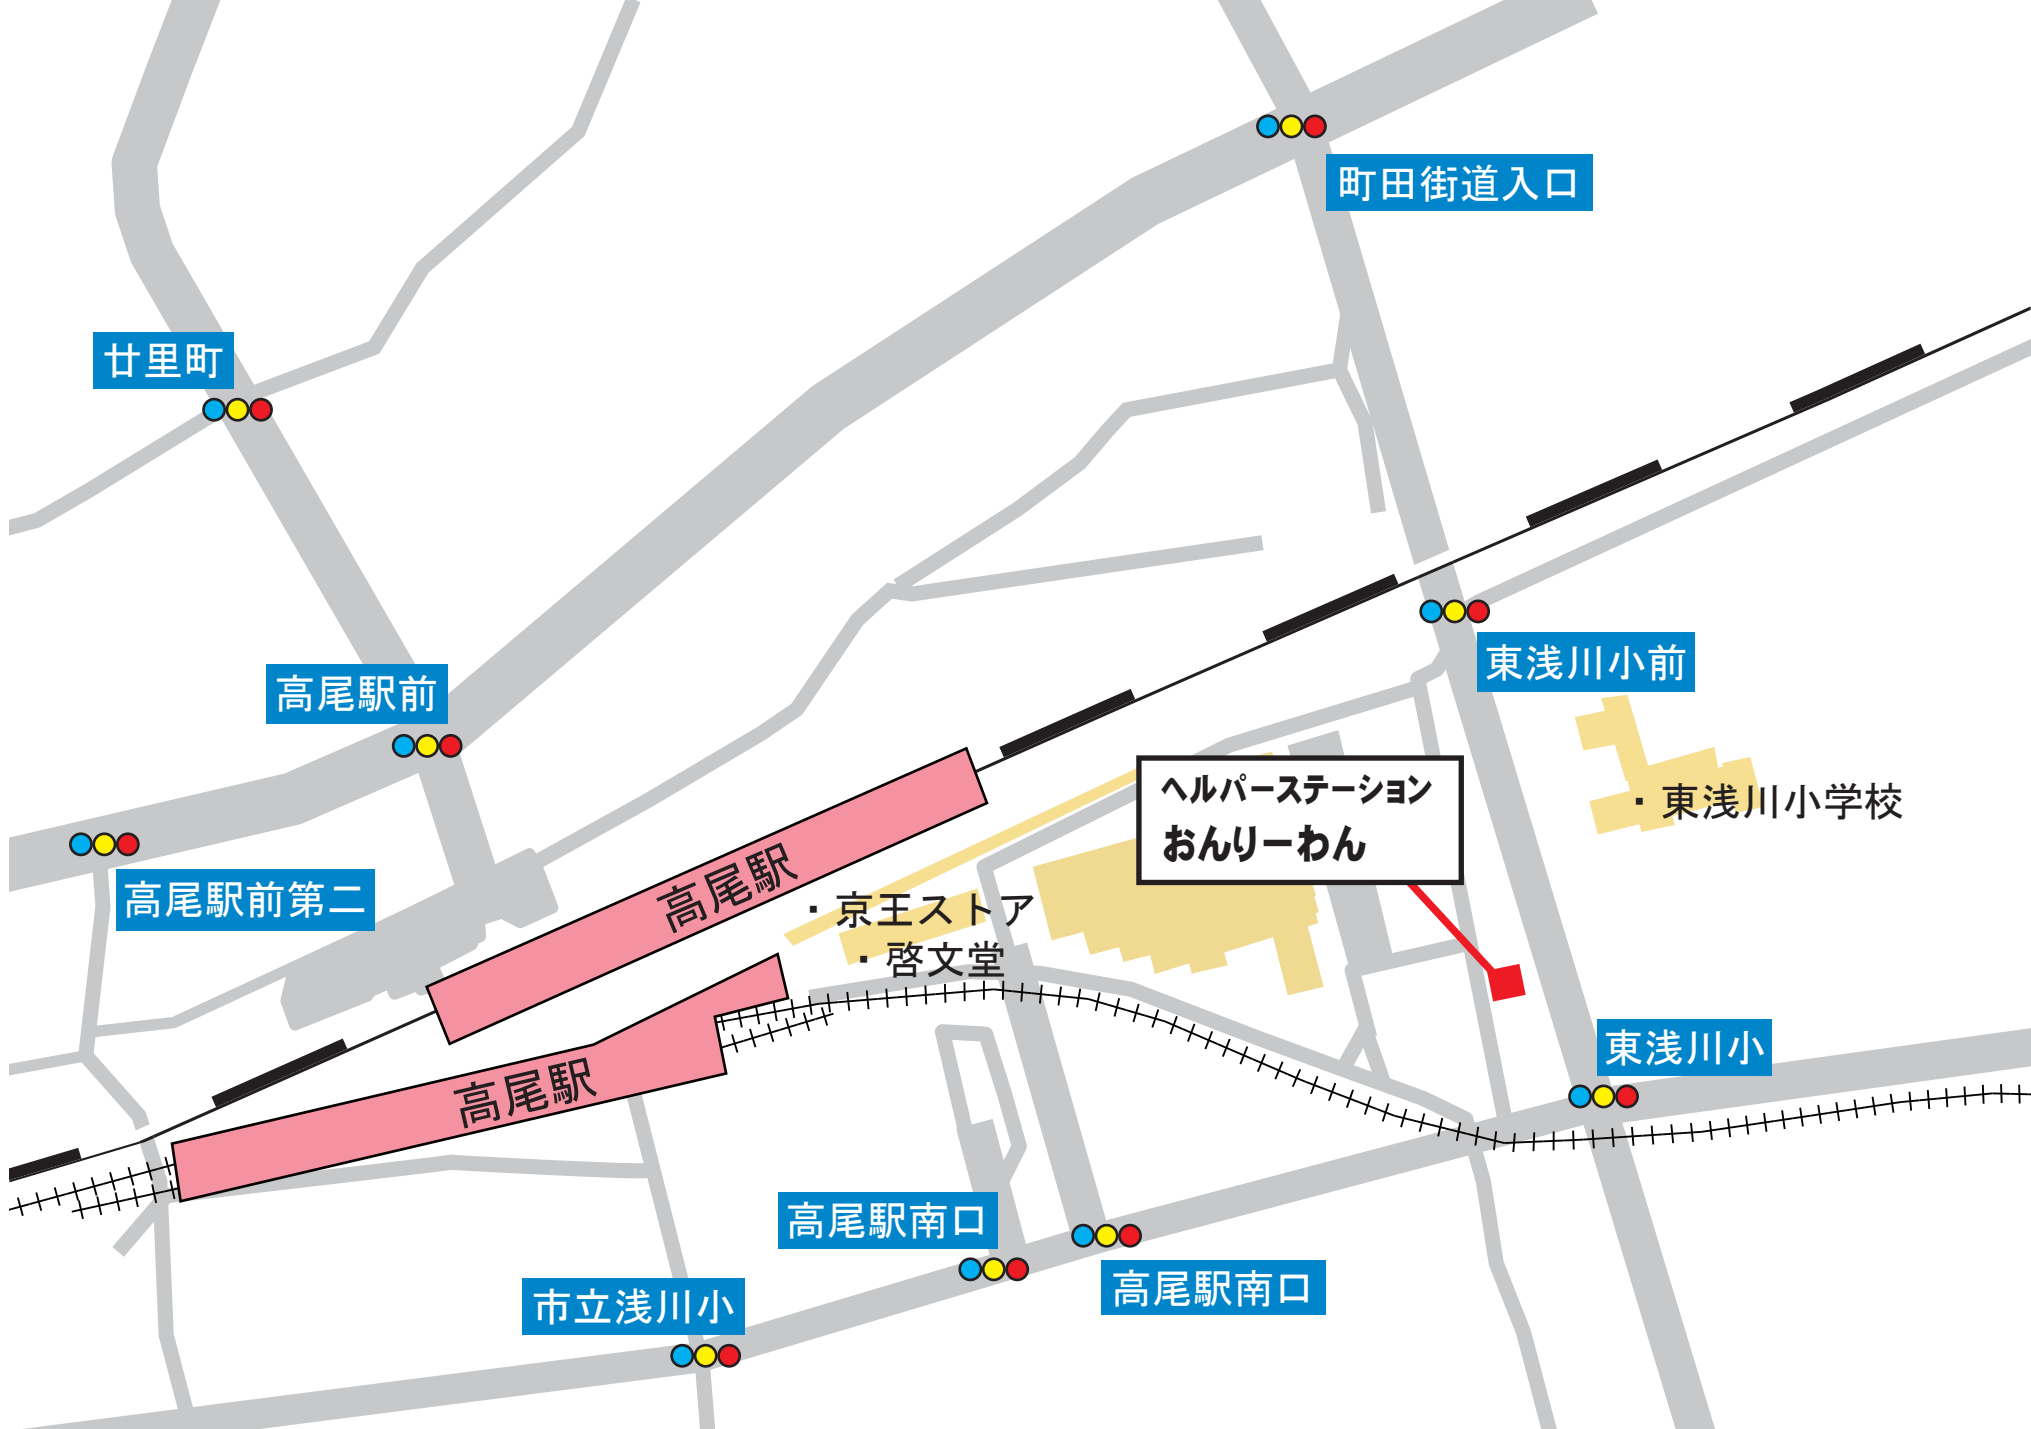 町田街道入口
廿里町
高尾駅前
東浅川小前
ヘルパーステーション
おんりーわん
・東浅川小学校
高尾駅前第二
高尾駅
・京王ストア
・啓文堂
高尾駅
東浅川小
高尾駅南口
高尾駅南口
市立浅川小